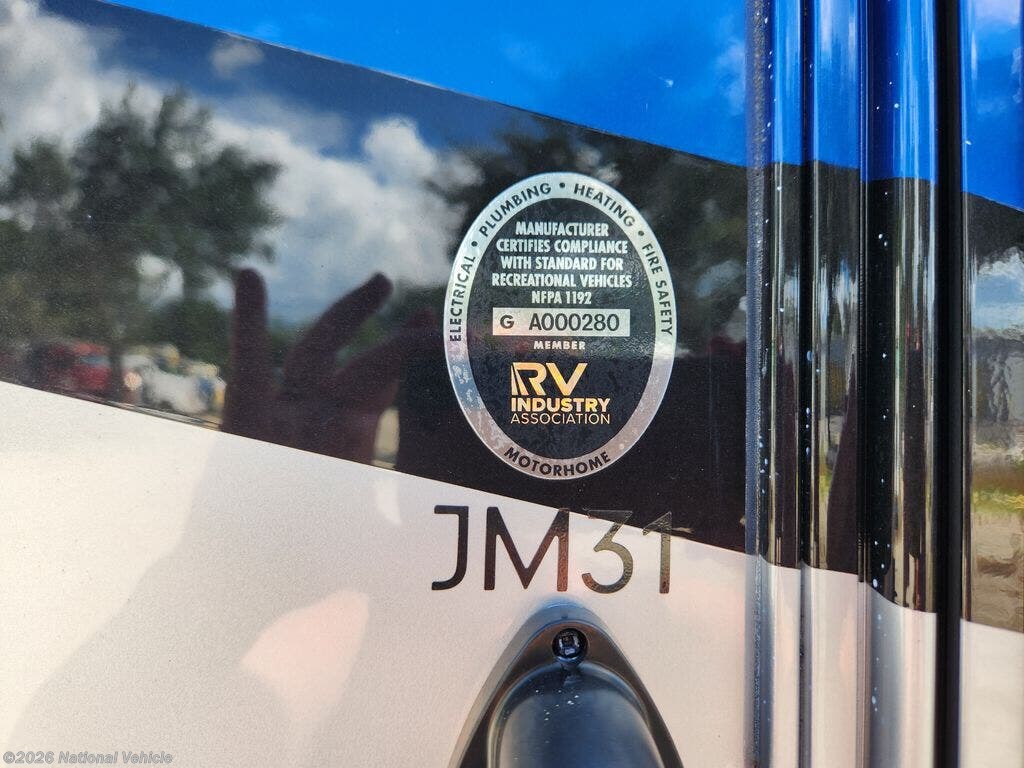 ELECTRICAL • PLUMBING • HEATING • FIRE SAFETY
MANUFACTURER
CERTIFIES COMPLIANCE
WITH STANDARD FOR
RECREATIONAL VEHICLES
NFPA 1192
G A000280
MEMBER
RV
INDUSTRY
ASSOCIATION
MOTORHOME
JM31
©2026 National Vehicle